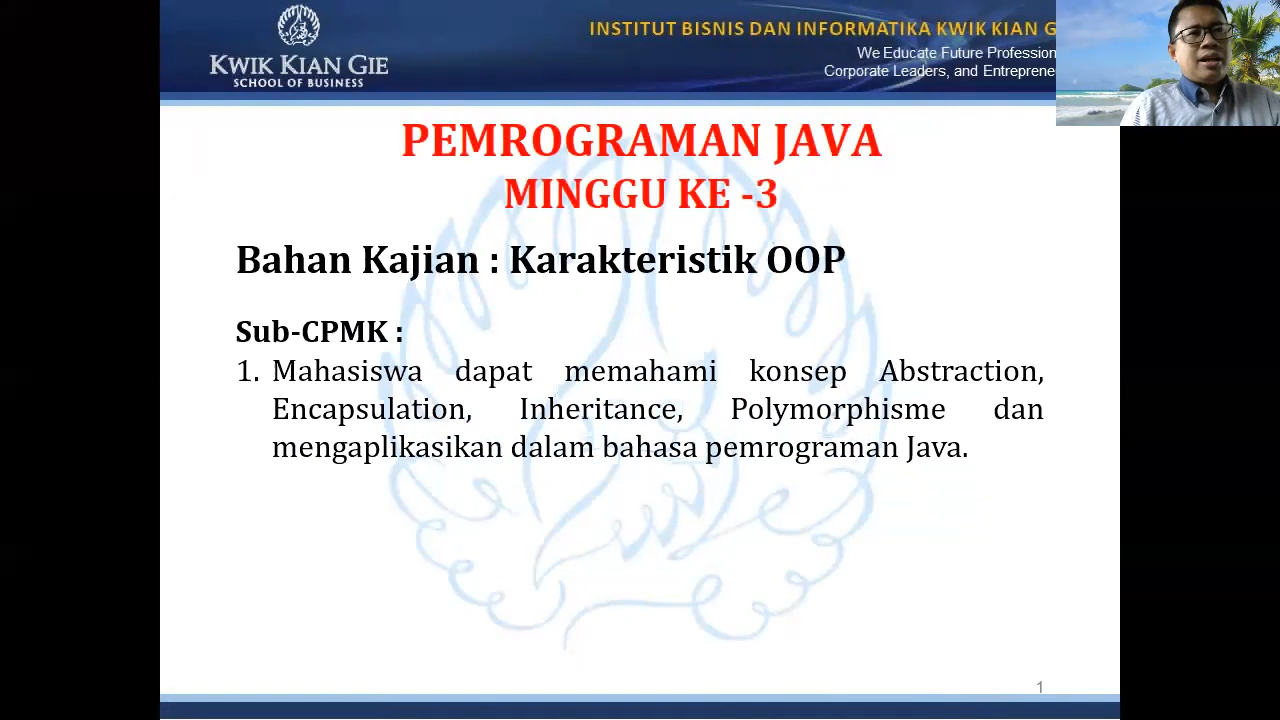 KWIK KIAN GIE
SCHOOL OF BUSINESS
INSTITUT BISNIS DAN INFORMATIKA KWIK KIAN G
We Educate Future Profession
Corporate Leaders, and Entreprene
PEMROGRAMAN JAVA
MINGGU KE -3
Bahan Kajian : Karakteristik OOP
Sub-CPMK :
1. Mahasiswa dapat memahami konsep Abstraction,
Encapsulation, Inheritance, Polymorphisme dan
mengaplikasikan dalam bahasa pemrograman Java.
1